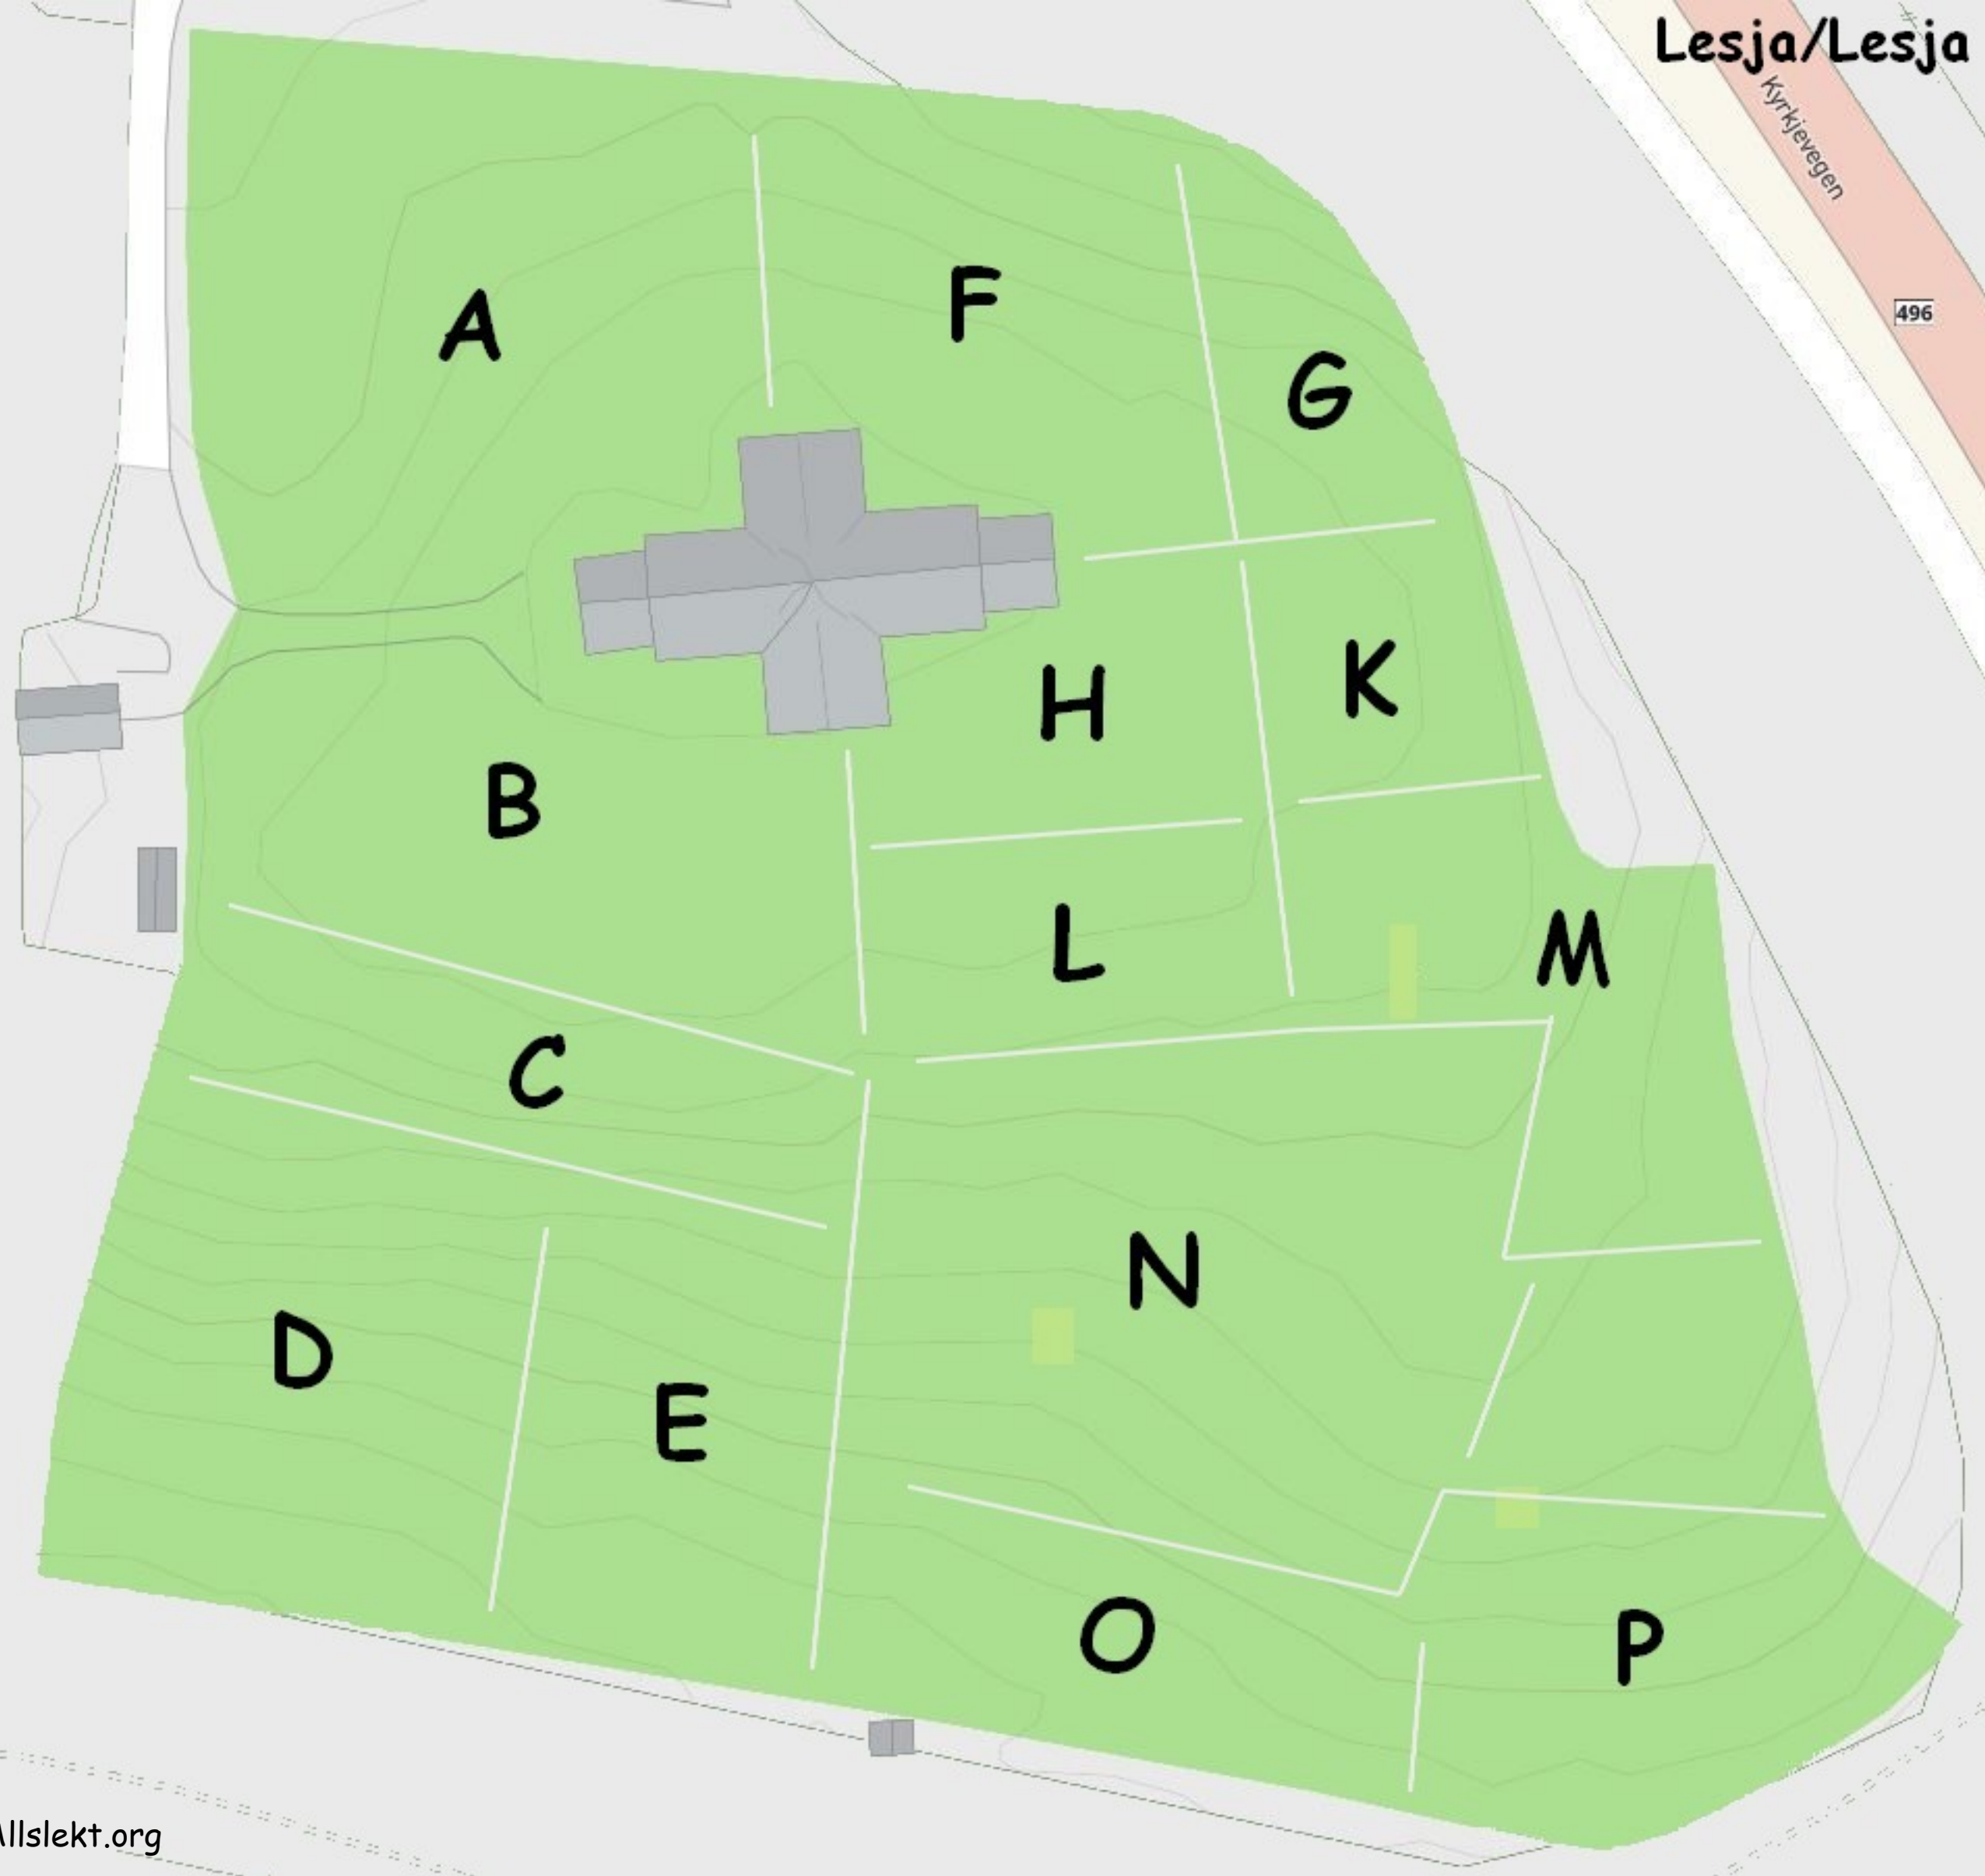 Lesja/Lesja
Kyrkjevegen
496
F
A
G
K
H
B
L
M
C
N
D
E
O
P
Allslekt.org